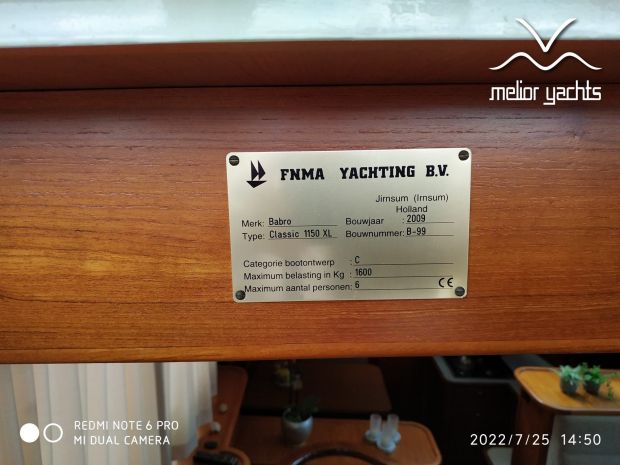 melior yachts
FNMA YACHTING B.V.
Jirnsum (Irnsum)
Holland
Merk: Babro Bouwjaar : 2009
Type: Classic 1150 XL Bouwnummer: B-99
Categorie bootontwerp : C
Maximum belasting in Kg : 1600
Maximum aantal personen: 6 CE
REDMI NOTE 6 PRO
MI DUAL CAMERA
2022/7/25 14:50